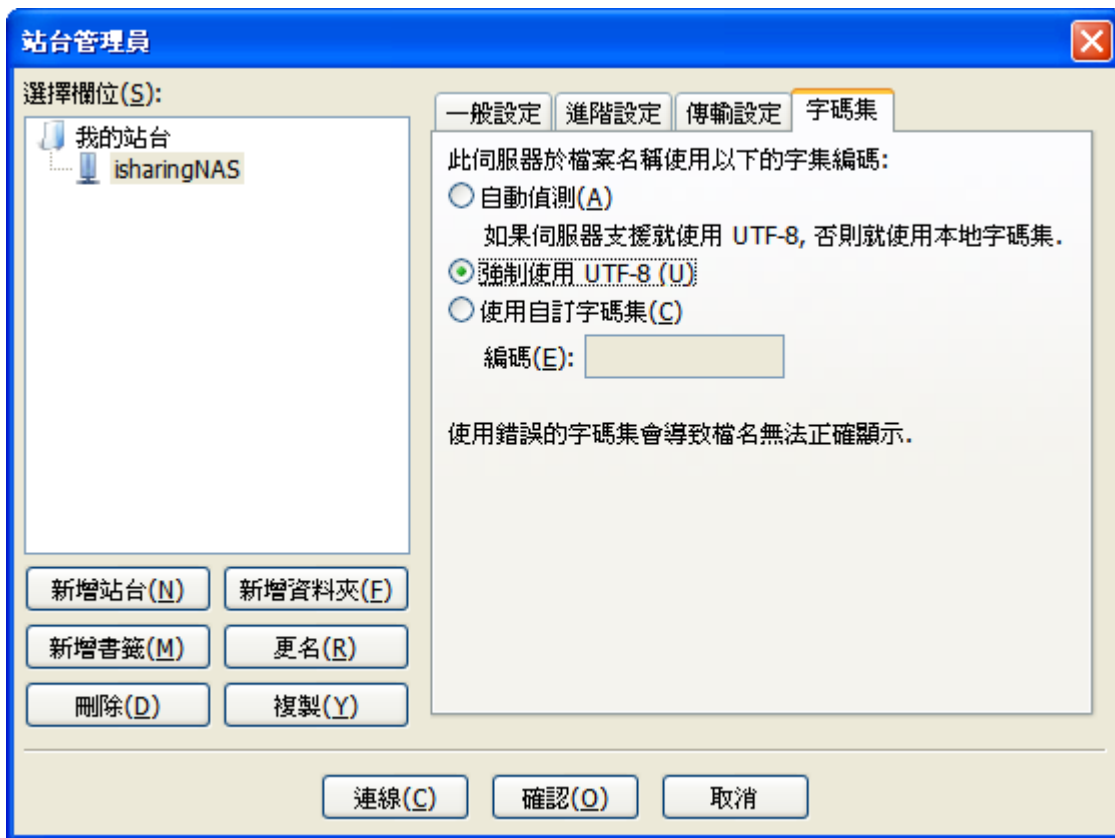 站台管理員
選擇欄位(S):
我的站台
isharingNAS
新增站台(N) 新增資料夾(F)
新增書籤(M) 更名(R)
刪除(D) 複製(Y)
一般設定 進階設定 傳輸設定 字碼集
此伺服器於檔案名稱使用以下的字集編碼:
自動偵測(A)
如果伺服器支援就使用 UTF-8, 否則就使用本地字碼集.
強制使用 UTF-8 (U)
使用自訂字碼集(C)
編碼(E):
使用錯誤的字碼集會導致檔名無法正確顯示.
連線(C) 確認(O) 取消